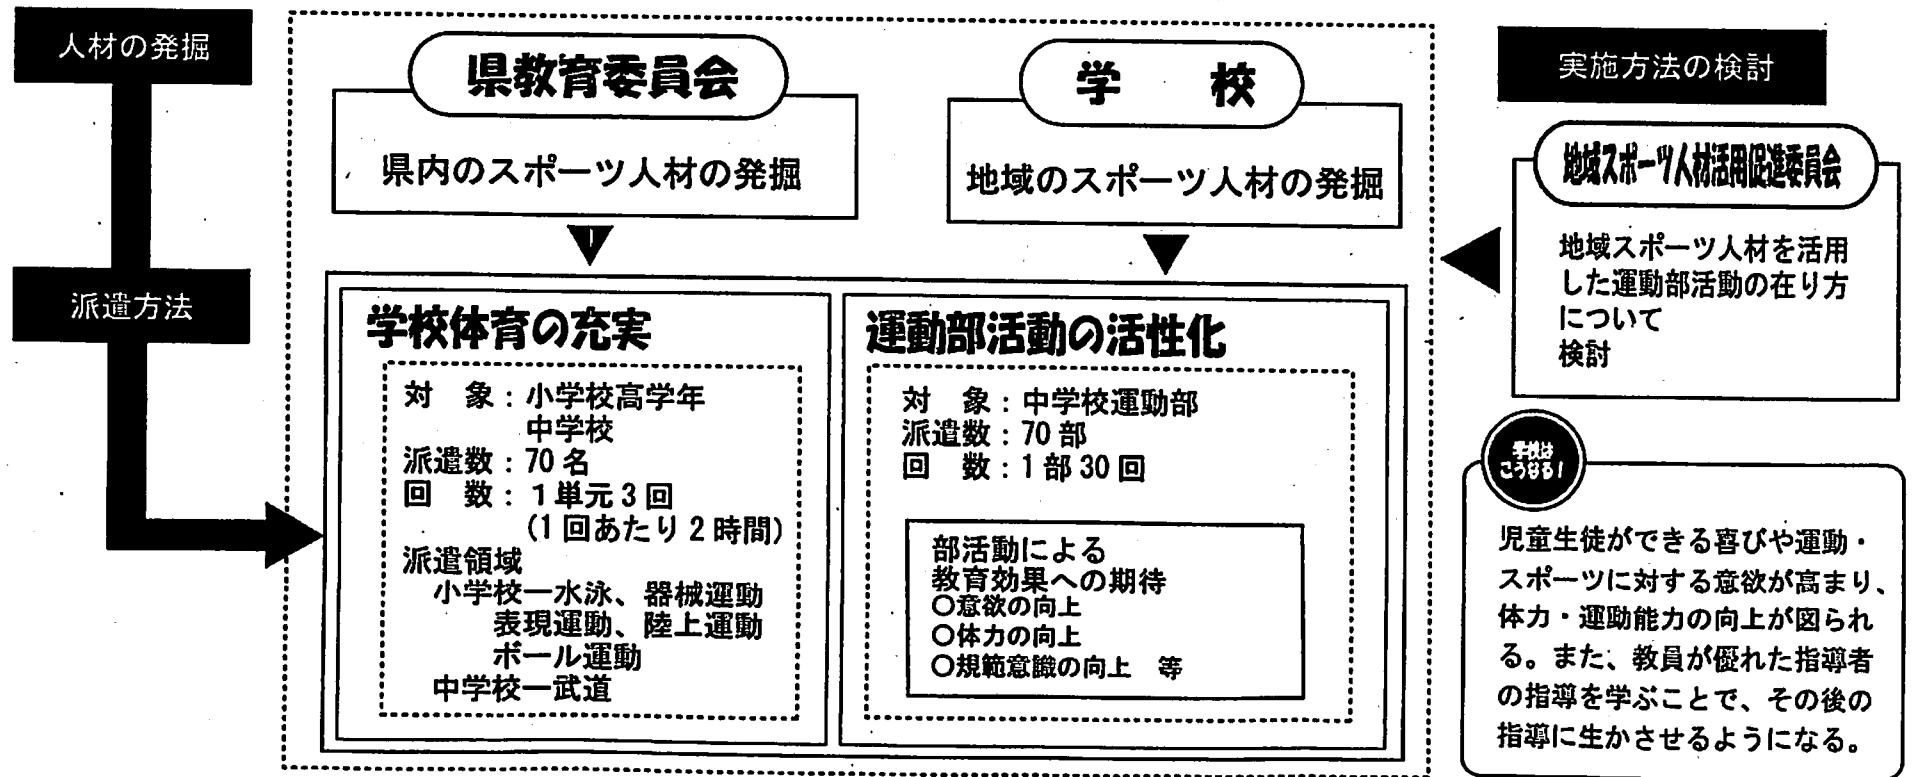 人材の発掘
派遣方法
県教育委員会
県内のスポーツ人材の発掘
学 校
地域のスポーツ人材の発掘
学校体育の充実
対 象：小学校高学年
中学校
派遣数：70名
回 数：１単元３回
(１回あたり２時間)
派遣領域
小学校―水泳、器械運動
表現運動、陸上運動
ボール運動
中学校―武道
運動部活動の活性化
対 象：中学校運動部
派遣数：70部
回 数：１部30回
部活動による
教育効果への期待
○意欲の向上
○体力の向上
○規範意識の向上 等
実施方法の検討
地域スポーツ人材活用促進委員会
地域スポーツ人材を活用
した運動部活動の在り方
について
検討
学校は
こうなる！
児童生徒ができる喜びや運動・
スポーツに対する意欲が高まり、
体力・運動能力の向上が図られ
る。また、教員が優れた指導者
の指導を学ぶことで、その後の
指導に生かさせるようになる。